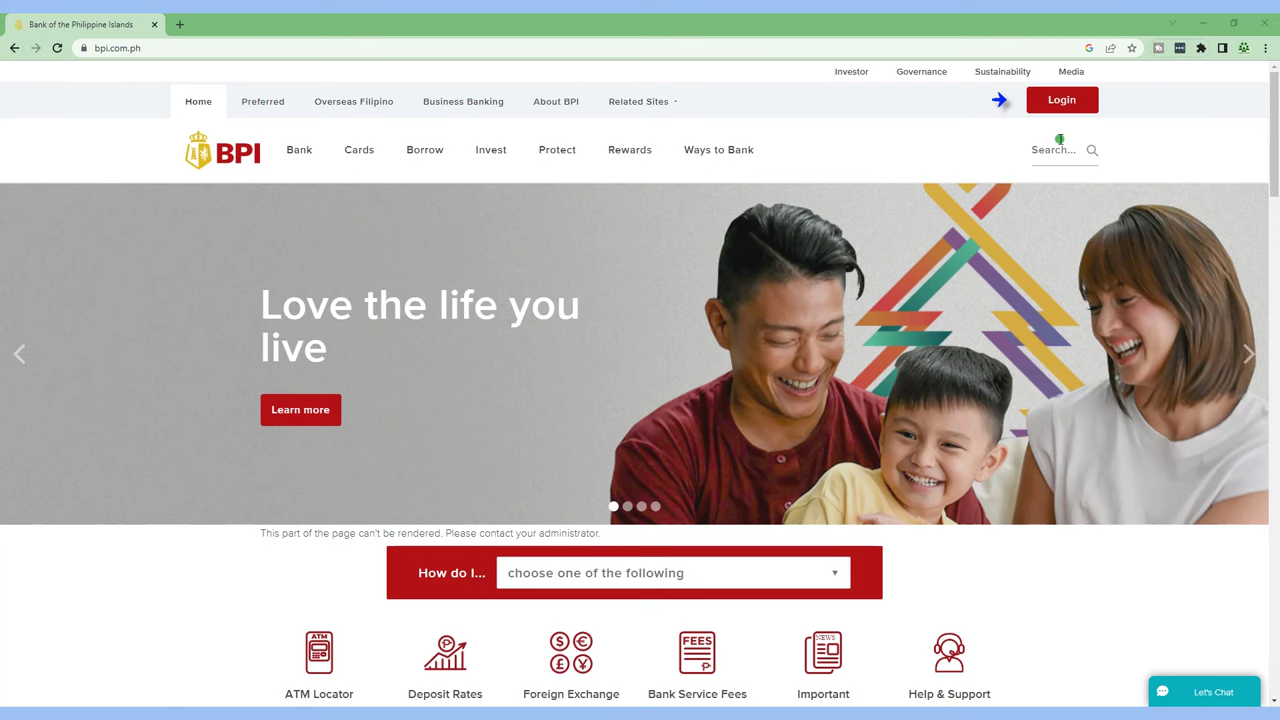 Bank of the Philippine Islands
bpi.com.ph
Investor Governance Sustainability Media
Home Preferred Overseas Filipino Business Banking About BPI Related Sites Login
BPI Bank Cards Borrow Invest Protect Rewards Ways to Bank Search...
Love the life you
live
Learn more
This part of the page can't be rendered. Please contact your administrator.
How do I... choose one of the following
ATM FEES NEWS
ATM Locator Deposit Rates Foreign Exchange Bank Service Fees Important Help & Support
Let's Chat